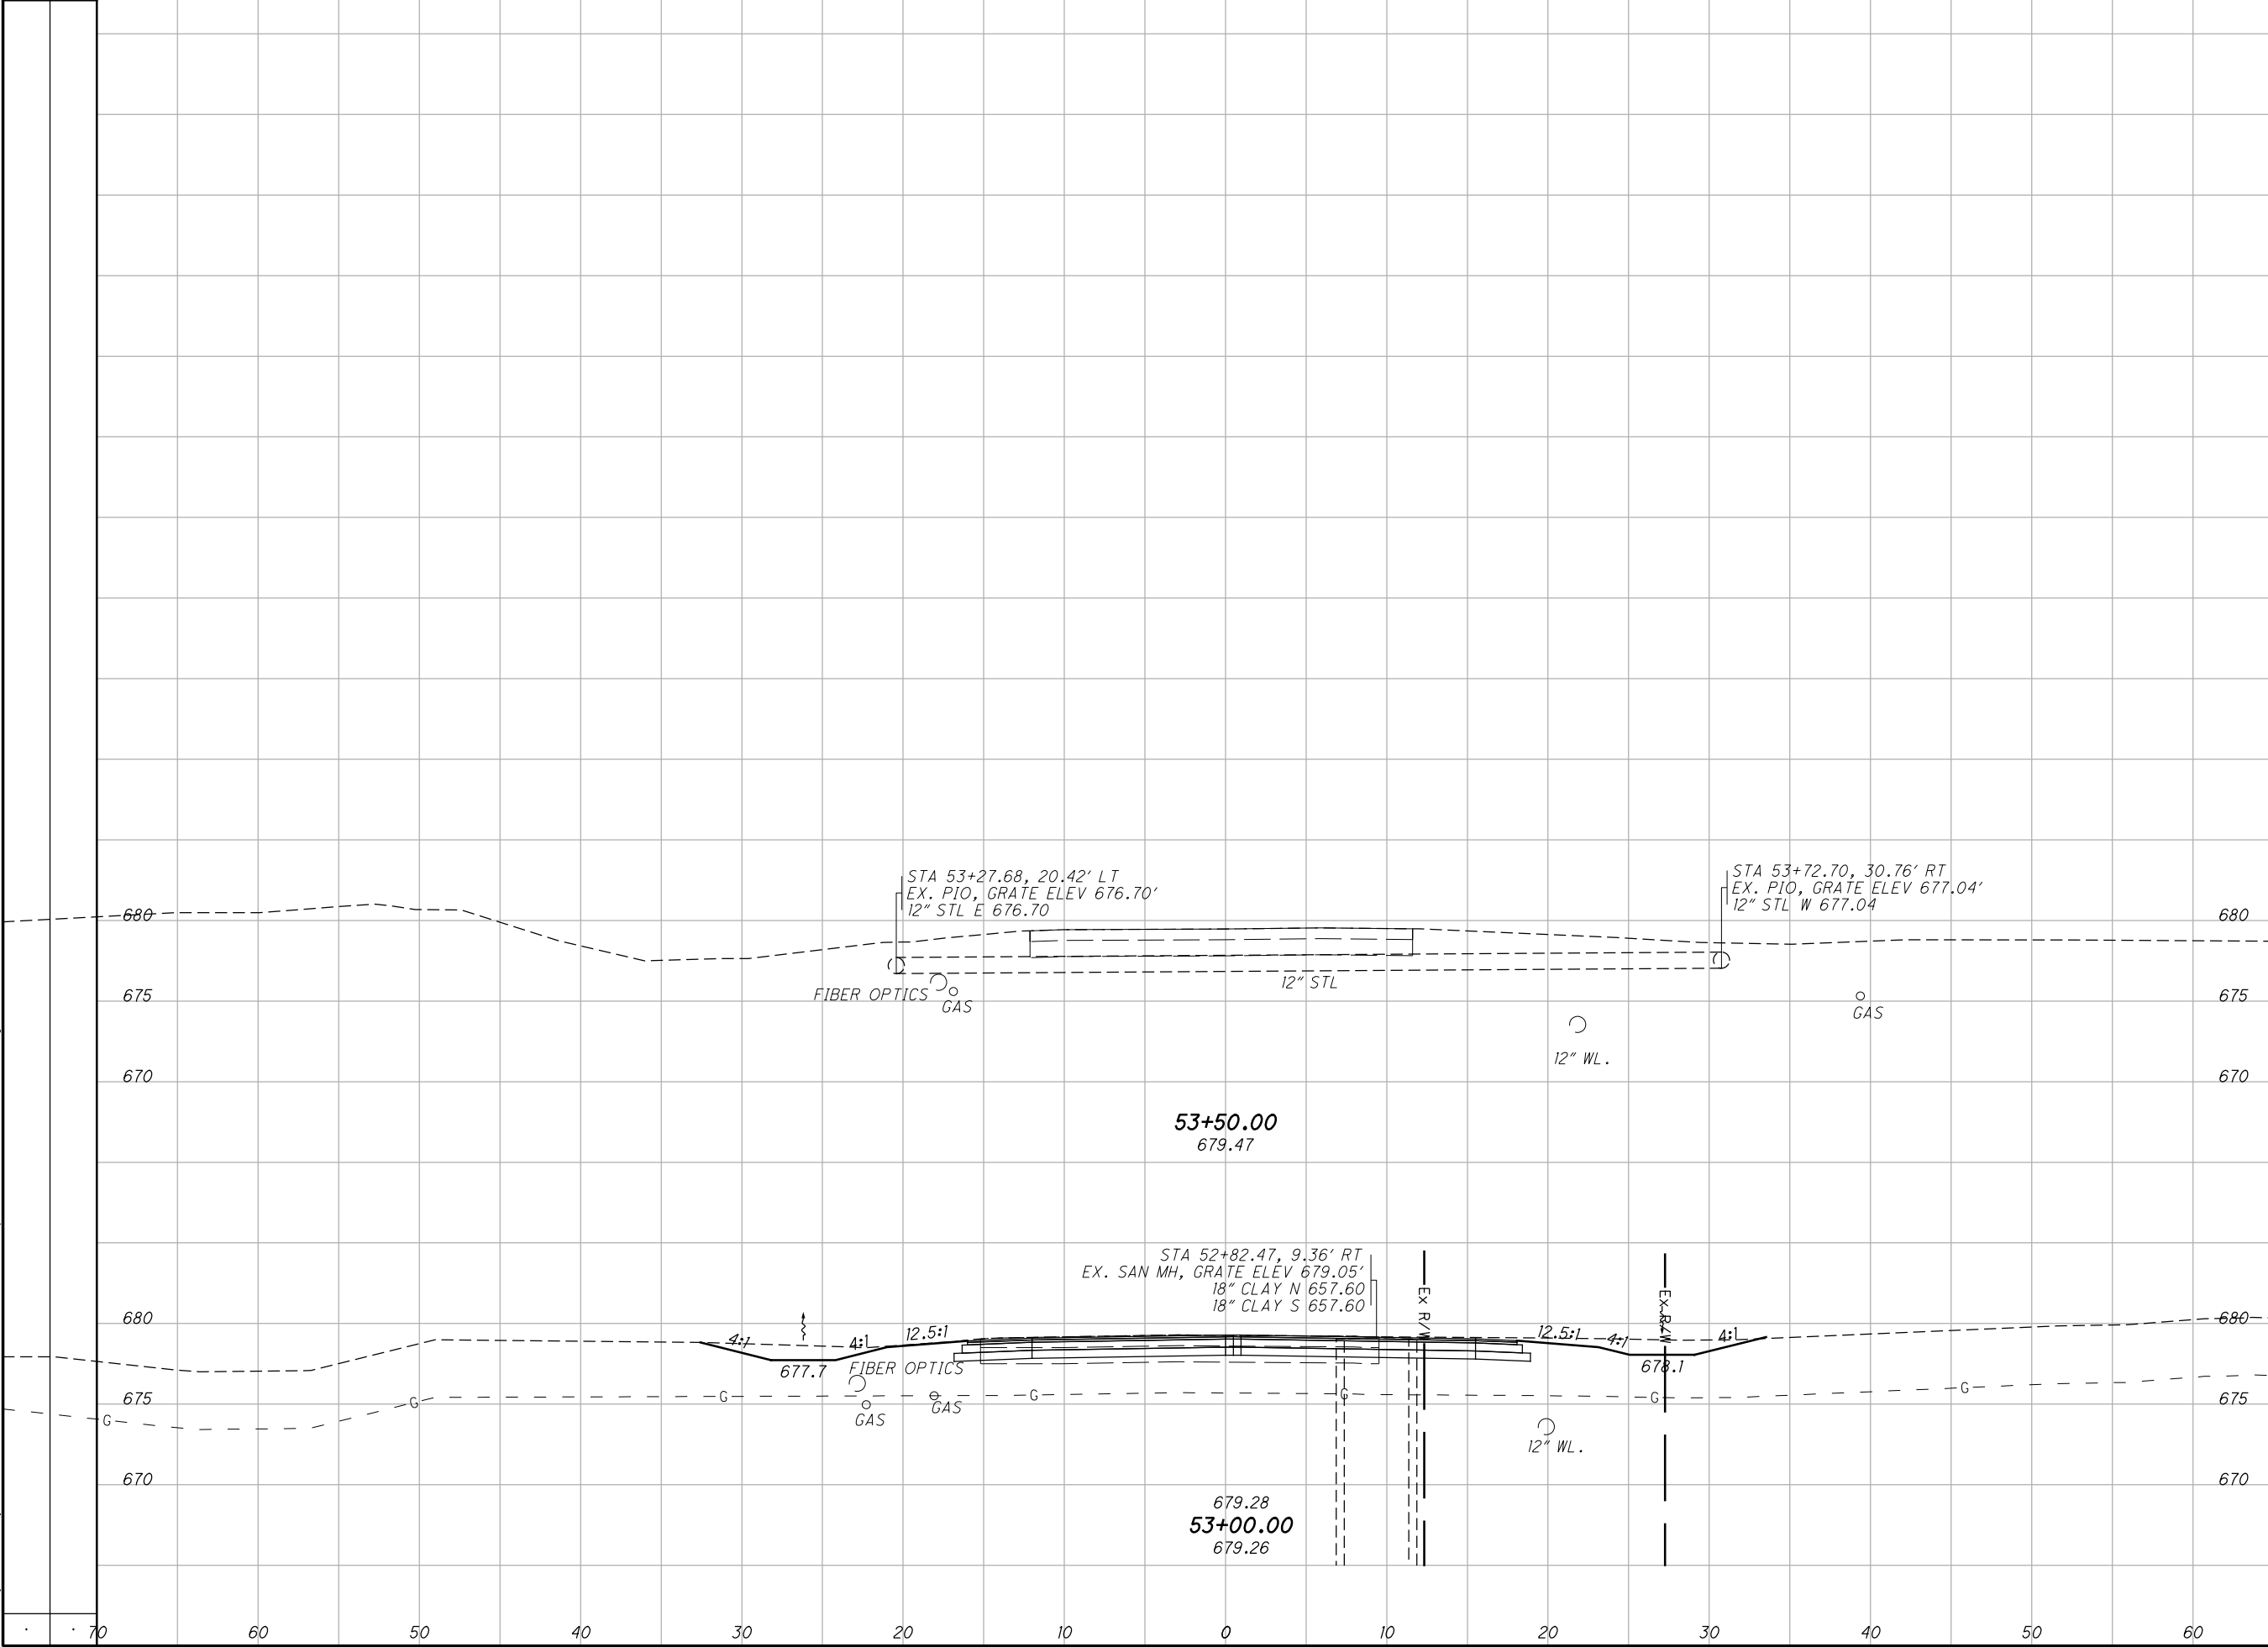 STA 53+27.68, 20.42' LT
EX. PIO, GRATE ELEV 676.70'
12" STL E 676.70
STA 53+72.70, 30.76' RT
EX. PIO, GRATE ELEV 677.04'
12" STL W 677.04
680
680
12" STL
FIBER OPTICS
GAS
675
675
GAS
12" WL.
670
670
53+50.00
679.47
STA 52+82.47, 9.36' RT
EX. SAN MH, GRATE ELEV 679.05'
18" CLAY N 657.60
18" CLAY S 657.60
Ex R/W
Ex R/W
680
680
4:1
4:1
12.5:1
12.5:1
4:1
4:1
677.7
FIBER OPTICS
678.1
G
G
G
G
G
G
G
675
675
GAS
GAS
12" WL.
670
670
679.28
53+00.00
679.26
70
60
50
40
30
20
10
0
10
20
30
40
50
60